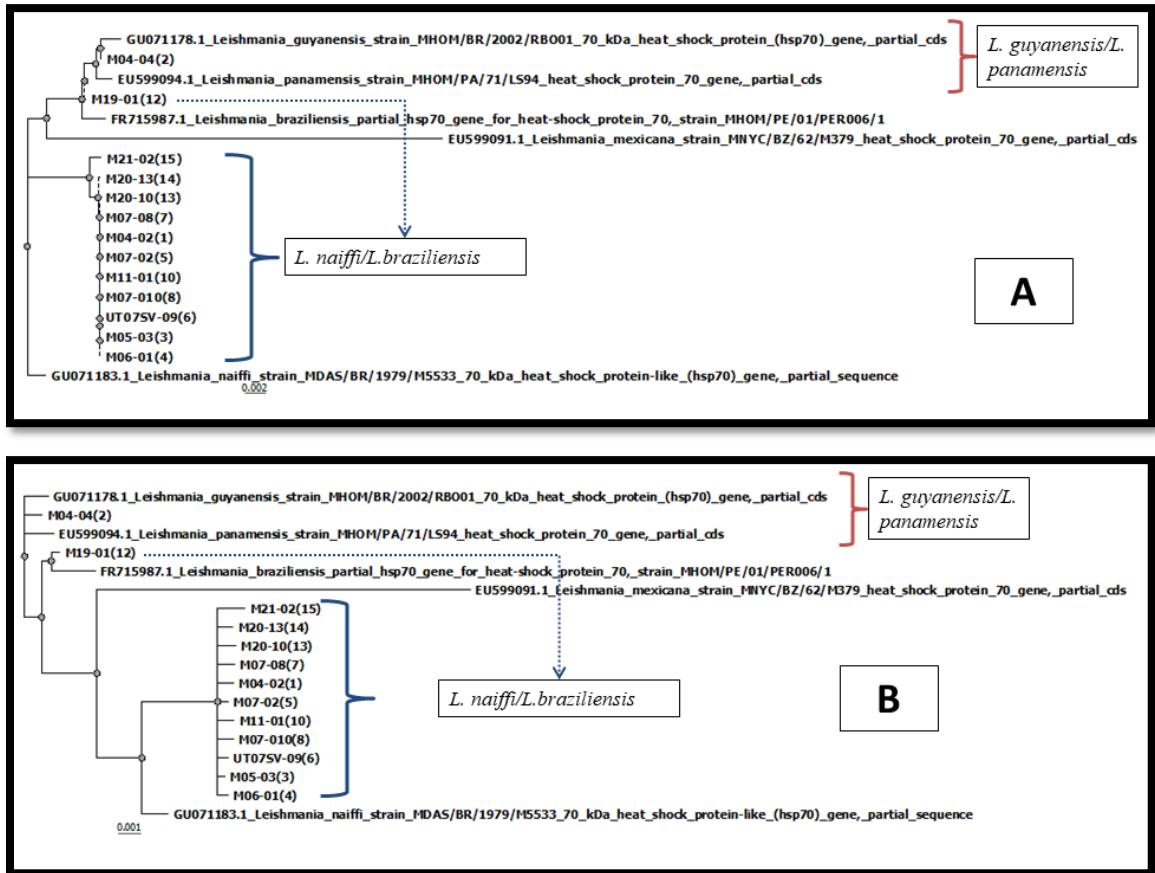 GU071178.1_Leishmania_guyanensis_strain_MHOM/BR/2002/RBO01_70_kDa_heat_shock_protein_(hsp70)_gene,_partial_cds
M04-04(2)
EU599094.1_Leishmania_panamensis_strain_MHOM/PA/71/LS94_heat_shock_protein_70_gene,_partial_cds
L. guyanensis/L.
panamensis
M19-01(12)
FR715987.1_Leishmania_braziliensis_partial_hsp70_gene_for_heat-shock_protein_70,_strain_MHOM/PE/01/PER006/1
EU599091.1_Leishmania_mexicana_strain_MNYC/BZ/62/M379_heat_shock_protein_70_gene,_partial_cds
M21-02(15)
M20-13(14)
M20-10(13)
M07-08(7)
M04-02(1)
M07-02(5)
M11-01(10)
M07-010(8)
UT07SV-09(6)
M05-03(3)
M06-01(4)
L. naiffi/L.braziliensis
A
GU071183.1_Leishmania_naiffi_strain_MDAS/BR/1979/M5533_70_kDa_heat_shock_protein-like_(hsp70)_gene,_partial_sequence
0.002
GU071178.1_Leishmania_guyanensis_strain_MHOM/BR/2002/RBO01_70_kDa_heat_shock_protein_(hsp70)_gene,_partial_cds
M04-04(2)
EU599094.1_Leishmania_panamensis_strain_MHOM/PA/71/LS94_heat_shock_protein_70_gene,_partial_cds
L. guyanensis/L.
panamensis
M19-01(12)
FR715987.1_Leishmania_braziliensis_partial_hsp70_gene_for_heat-shock_protein_70,_strain_MHOM/PE/01/PER006/1
EU599091.1_Leishmania_mexicana_strain_MNYC/BZ/62/M379_heat_shock_protein_70_gene,_partial_cds
M21-02(15)
M20-13(14)
M20-10(13)
M07-08(7)
M04-02(1)
M07-02(5)
M11-01(10)
M07-010(8)
UT07SV-09(6)
M05-03(3)
M06-01(4)
L. naiffi/L.braziliensis
B
GU071183.1_Leishmania_naiffi_strain_MDAS/BR/1979/M5533_70_kDa_heat_shock_protein-like_(hsp70)_gene,_partial_sequence
0.001